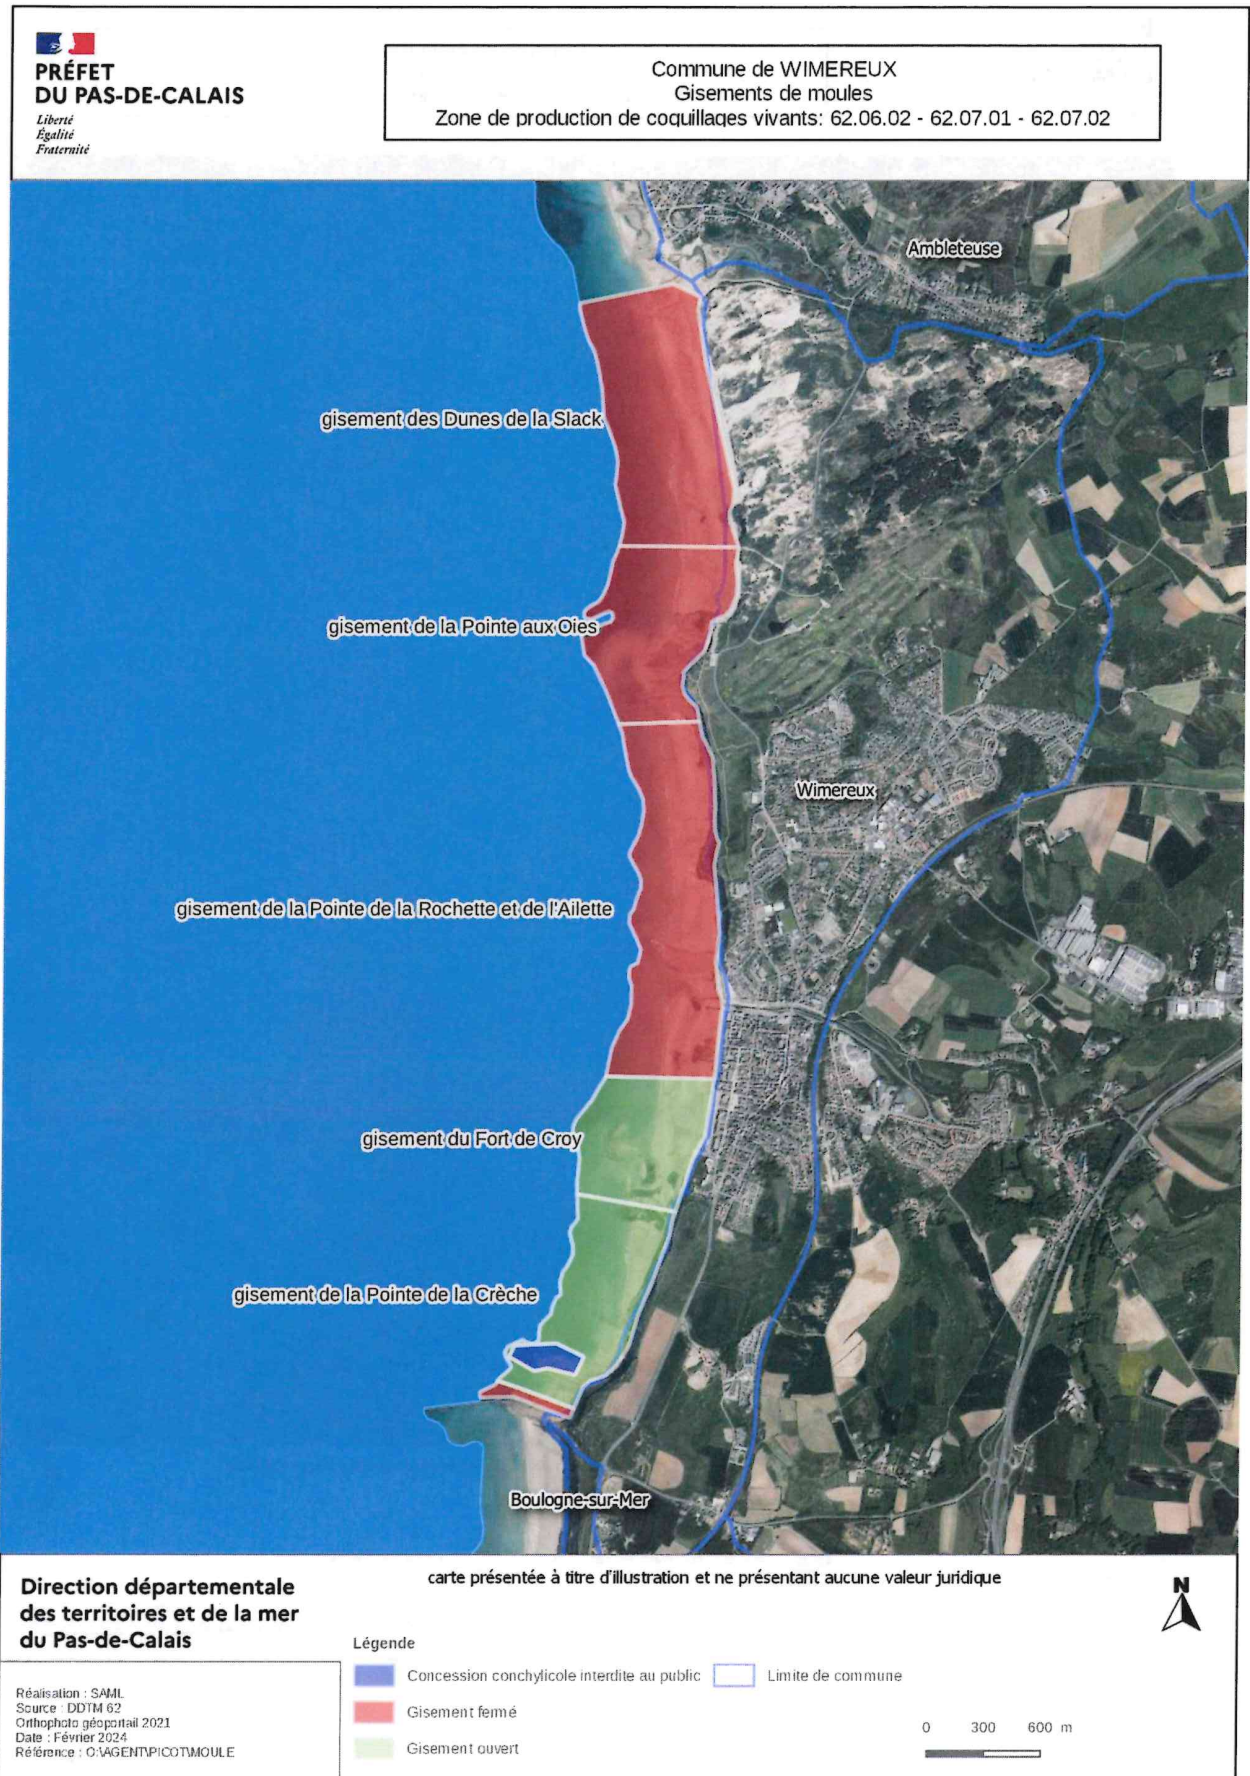 PRÉFET
DU PAS-DE-CALAIS
Liberté
Égalité
Fraternité
Commune de WIMEREUX
Gisements de moules
Zone de production de coquillages vivants: 62.06.02 - 62.07.01 - 62.07.02
Ambleteuse
gisement des Dunes de la Slack
gisement de la Pointe aux Oies
Wimereux
gisement de la Pointe de la Rochette et de l'Ailette
gisement du Fort de Croy
gisement de la Pointe de la Crèche
Boulogne-sur-Mer
Direction départementale
des territoires et de la mer
du Pas-de-Calais
carte présentée à titre d'illustration et ne présentant aucune valeur juridique
N
Légende
Concession conchylicole interdite au public
Limite de commune
Gisement fermé
Gisement ouvert
0 300 600 m
Réalisation : SAML
Source : DDTM 62
Orthophoto géoportail 2021
Date : Février 2024
Référence : O:\AGENT\PICOT\MOULE